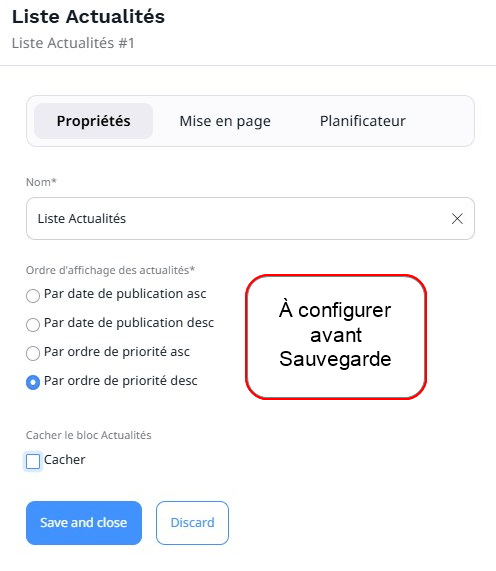 Liste Actualités
Liste Actualités #1
Propriétés Mise en page Planificateur
Nom*
Liste Actualités
Ordre d'affichage des actualités*
Par date de publication asc
Par date de publication desc
Par ordre de priorité asc
Par ordre de priorité desc
À configurer
avant
Sauvegarde
Cacher le bloc Actualités
Cacher
Save and close Discard